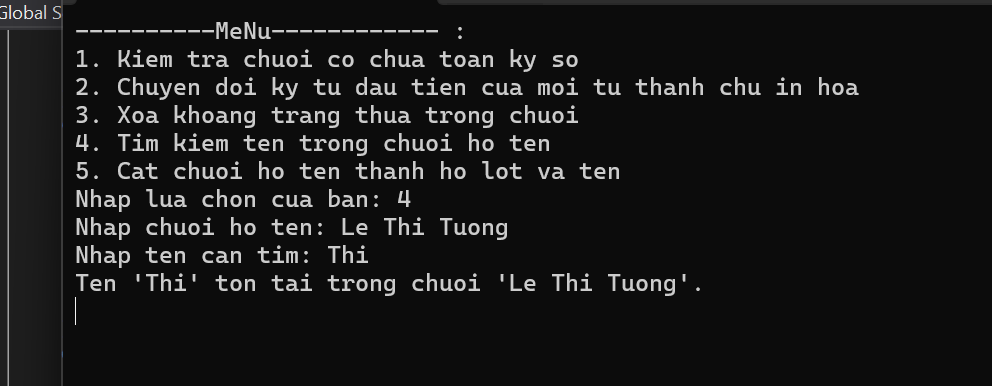 Global S
----------MeNu------------ :
1. Kiem tra chuoi co chua toan ky so
2. Chuyen doi ky tu dau tien cua moi tu thanh chu in hoa
3. Xoa khoang trang thua trong chuoi
4. Tim kiem ten trong chuoi ho ten
5. Cat chuoi ho ten thanh ho lot va ten
Nhap lua chon cua ban: 4
Nhap chuoi ho ten: Le Thi Tuong
Nhap ten can tim: Thi
Ten 'Thi' ton tai trong chuoi 'Le Thi Tuong'.